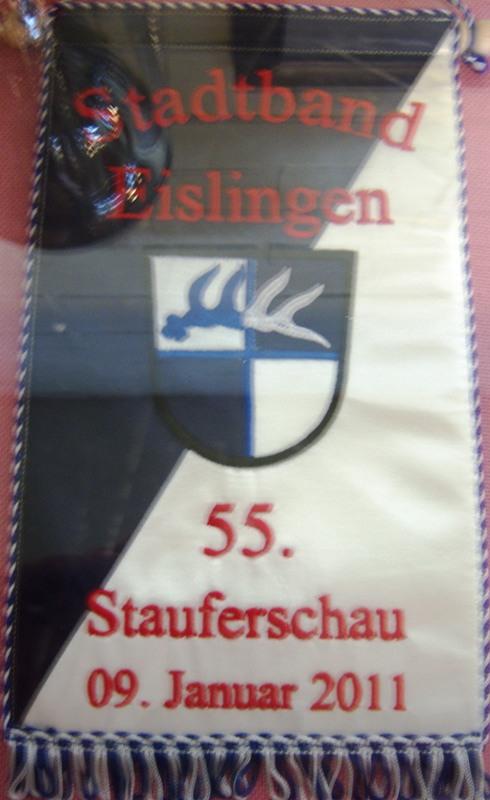 Stadtband
Eislingen
55.
Stauferschau
09. Januar 2011